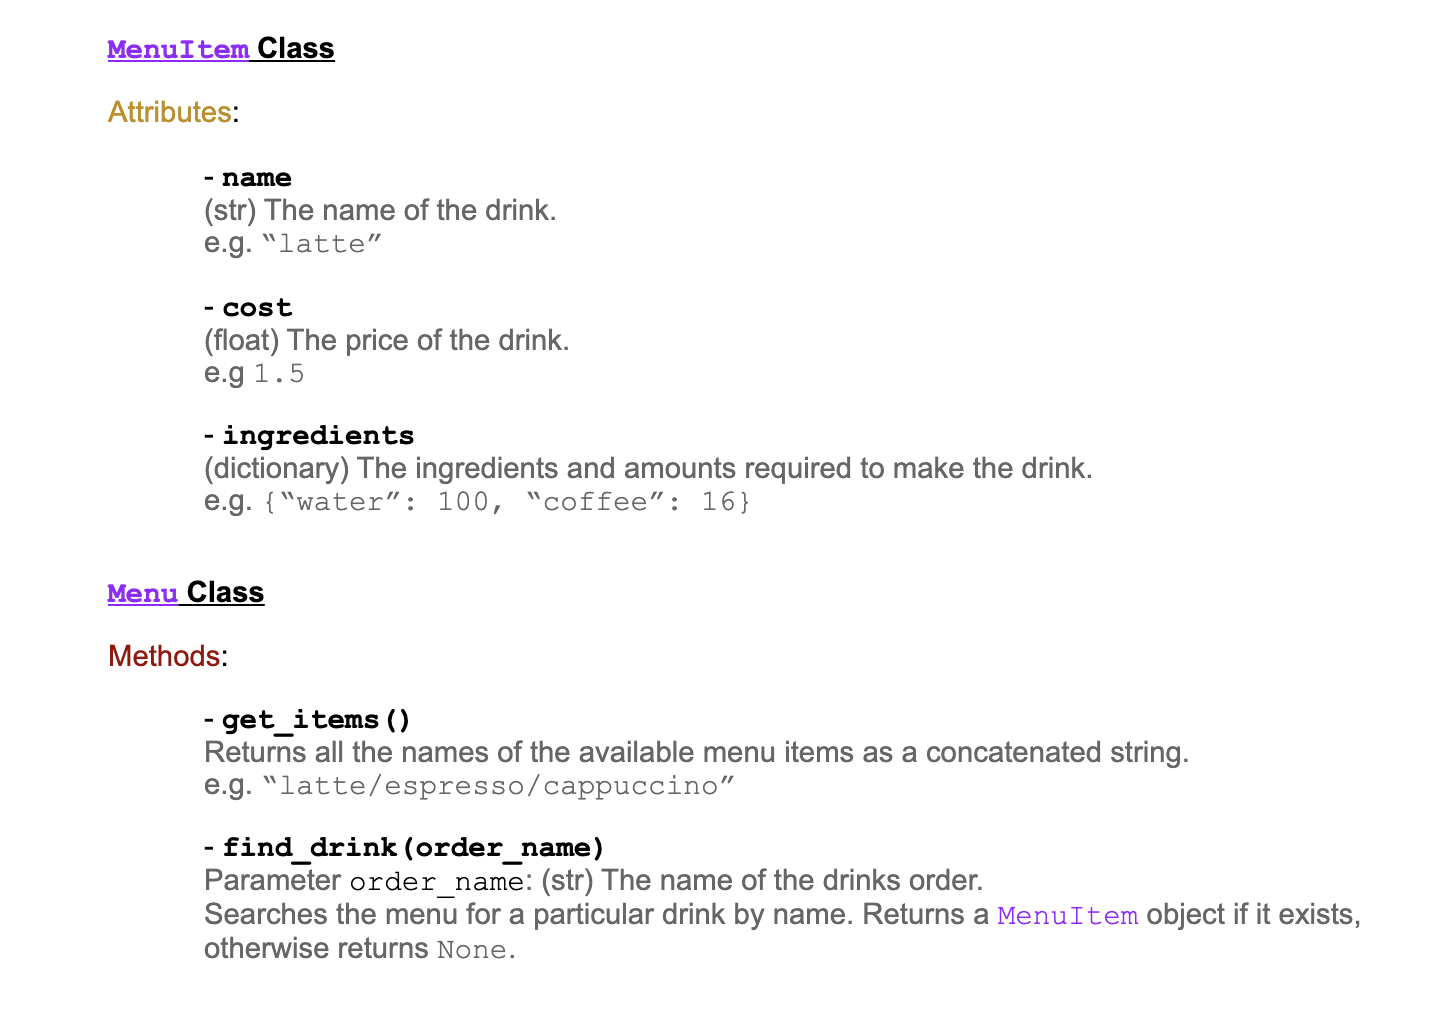 MenuItem Class
Attributes:
- name
(str) The name of the drink.
e.g. “latte”
- cost
(float) The price of the drink.
e.g 1.5
- ingredients
(dictionary) The ingredients and amounts required to make the drink.
e.g. {“water”: 100, “coffee”: 16}
Menu Class
Methods:
- get_items()
Returns all the names of the available menu items as a concatenated string.
e.g. “latte/espresso/cappuccino”
- find_drink(order_name)
Parameter order_name: (str) The name of the drinks order.
Searches the menu for a particular drink by name. Returns a MenuItem object if it exists,
otherwise returns None.